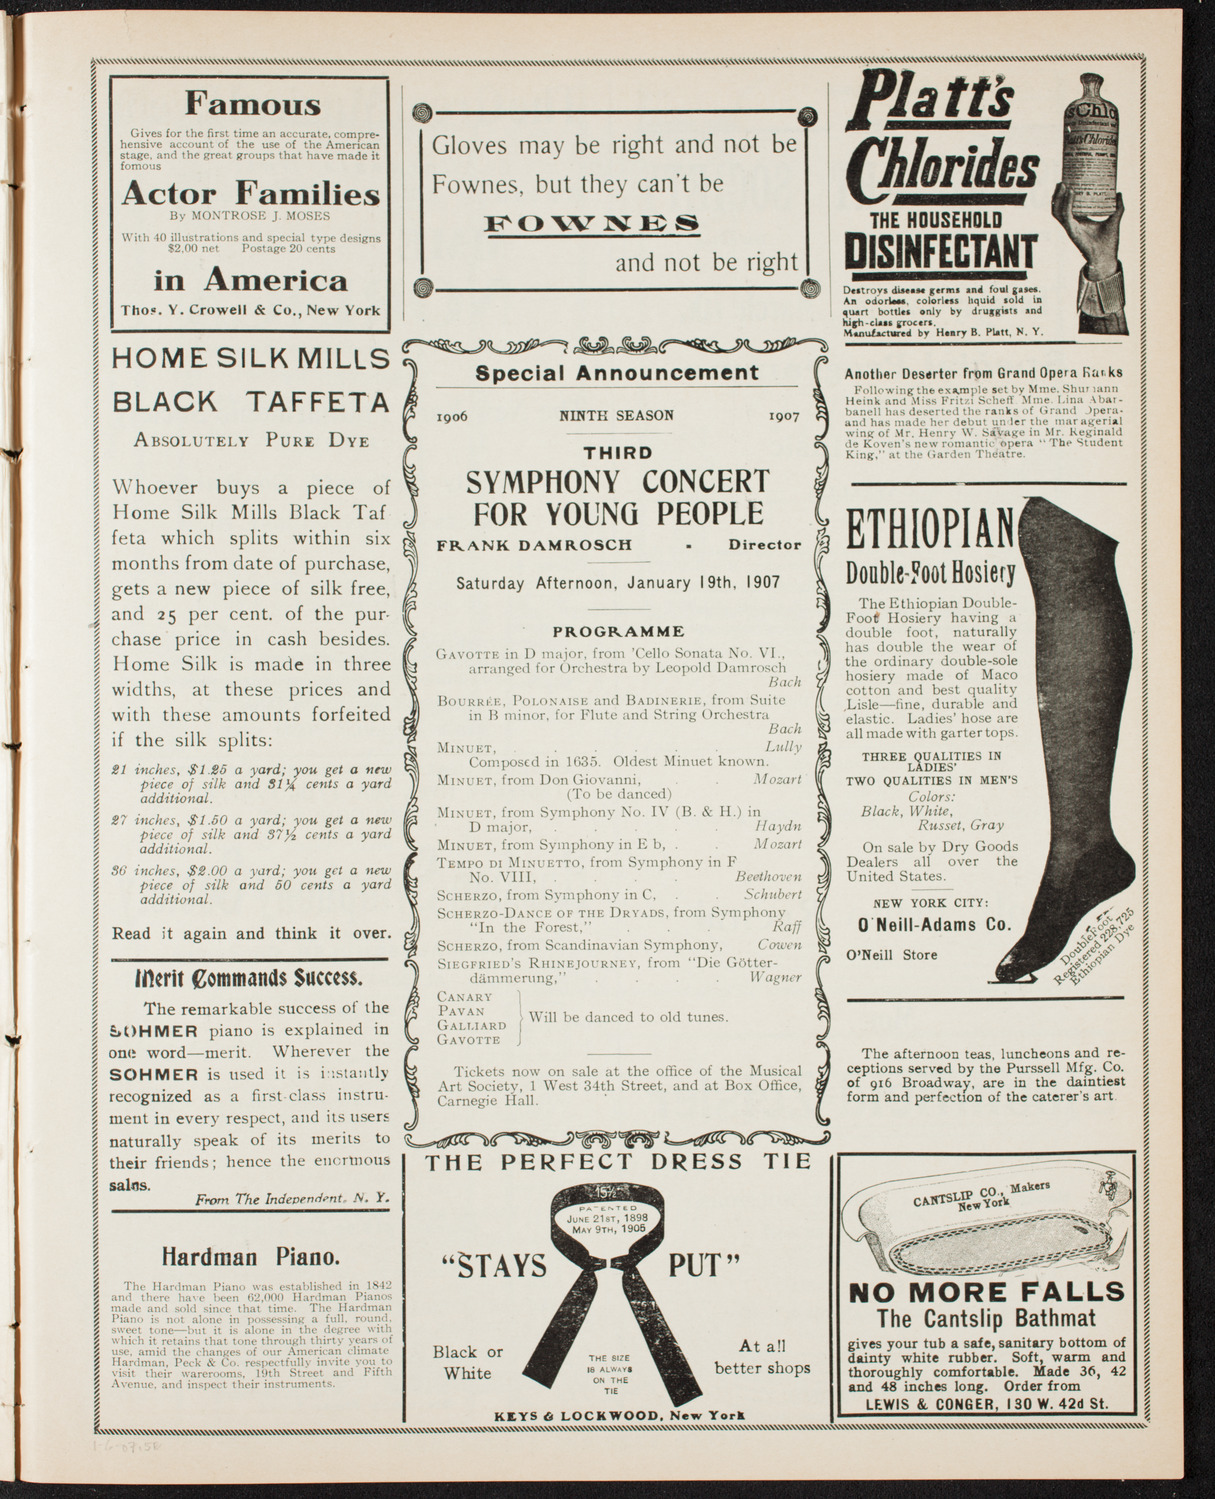 Famous
Gives for the first time an accurate, compre-
hensive account of the use of the American
stage, and the great groups that have made it
fomous
Actor Families
By MONTROSE J. MOSES
With 40 illustrations and special type designs
$2.00 net Postage 20 cents
in America
Thos. Y. Crowell & Co., New York
HOME SILK MILLS
BLACK TAFFETA
ABSOLUTELY PURE DYE
Whoever buys a piece of
Home Silk Mills Black Taf
feta which splits within six
months from date of purchase,
gets a new piece of silk free,
and 25 per cent. of the pur-
chase price in cash besides.
Home Silk is made in three
widths, at these prices and
with these amounts forfeited
if the silk splits:
21 inches, $1.25 a yard; you get a new
piece of silk and 31¼ cents a yard
additional.
27 inches, $1.50 a yard; you get a new
piece of silk and 37½ cents a yard
additional.
36 inches, $2.00 a yard; you get a new
piece of silk and 50 cents a yard
additional.
Read it again and think it over.
Merit Commands Success.
The remarkable success of the
SOHMER piano is explained in
one word—merit. Wherever the
SOHMER is used it is instantly
recognized as a first-class instru-
ment in every respect, and its users
naturally speak of its merits to
their friends; hence the enormous
sales.
From The Independent, N. Y.
Hardman Piano.
The Hardman Piano was established in 1842
and there have been 62,000 Hardman Pianos
made and sold since that time. The Hardman
Piano is not alone in possessing a full, round,
sweet tone—but it is alone in the degree with
which it retains that tone through thirty years of
use, amid the changes of our American climate
Hardman, Peck & Co. respectfully invite you to
visit their warerooms, 19th Street and Fifth
Avenue, and inspect their instruments.
Gloves may be right and not be
Fownes, but they can't be
FOWNES
and not be right
Special Announcement
1906 NINTH SEASON 1907
THIRD
SYMPHONY CONCERT
FOR YOUNG PEOPLE
FRANK DAMROSCH - Director
Saturday Afternoon, January 19th, 1907
PROGRAMME
GAVOTTE in D major, from 'Cello Sonata No. VI.,
arranged for Orchestra by Leopold Damrosch
Bach
BOURRÉE, POLONAISE and BADINERIE, from Suite
in B minor, for Flute and String Orchestra
Bach
MINUET, . . . . . . Lully
Composed in 1635. Oldest Minuet known.
MINUET, from Don Giovanni, . Mozart
(To be danced)
MINUET, from Symphony No. IV (B. & H.) in
D major, . . . . . Haydn
MINUET, from Symphony in E b, . . Mozart
TEMPO DI MINUETTO, from Symphony in F
No. VIII, . . . . Beethoven
SCHERZO, from Symphony in C, . . Schubert
SCHERZO-DANCE OF THE DRYADS, from Symphony
"In the Forest," . . . . Raff
SCHERZO, from Scandinavian Symphony, Cowen
SIEGFRIED'S RHINEJOURNEY, from "Die Götter-
dämmerung," . . . . Wagner
CANARY
PAVAN
GALLIARD
GAVOTTE
Will be danced to old tunes.
Tickets now on sale at the office of the Musical
Art Society, 1 West 34th Street, and at Box Office,
Carnegie Hall.
THE PERFECT DRESS TIE
15½
PATENTED
JUNE 21ST, 1898
MAY 9TH, 1905
"STAYS PUT"
Black or
White
THE SIZE
IS ALWAYS
ON THE
TIE
At all
better shops
KEYS & LOCKWOOD, New York
Platt's
Chlorides
THE HOUSEHOLD
DISINFECTANT
Destroys disease germs and foul gases.
An odorless, colorless liquid sold in
quart bottles only by druggists and
high-class grocers.
Manufactured by Henry B. Platt, N. Y.
Another Deserter from Grand Opera Ranks
Following the example set by Mme. Shumann
Heink and Miss Fritzi Scheff Mme. Lina Abar-
banell has deserted the ranks of Grand Opera-
and has made her debut under the managerial
wing of Mr. Henry W. Savage in Mr. Reginald
de Koven's new romantic opera "The Student
King," at the Garden Theatre.
ETHIOPIAN
Double-Foot Hosiery
The Ethiopian Double-
Foot Hosiery having a
double foot, naturally
has double the wear of
the ordinary double-sole
hosiery made of Maco
cotton and best quality
Lisle—fine, durable and
elastic. Ladies' hose are
all made with garter tops.
THREE QUALITIES IN
LADIES'
TWO QUALITIES IN MEN'S
Colors:
Black, White,
Russet, Gray
On sale by Dry Goods
Dealers all over the
United States.
NEW YORK CITY:
O'Neill-Adams Co.
O'Neill Store
DoubleFoot
Registered 228,725
Ethiopian Dye
The afternoon teas, luncheons and re-
ceptions served by the Purssell Mfg. Co.
of 916 Broadway, are in the daintiest
form and perfection of the caterer's art
CANTSLIP CO., Makers
New York
NO MORE FALLS
The Cantslip Bathmat
gives your tub a safe, sanitary bottom of
dainty white rubber. Soft, warm and
thoroughly comfortable. Made 36, 42
and 48 inches long. Order from
LEWIS & CONGER, 130 W. 42d St.